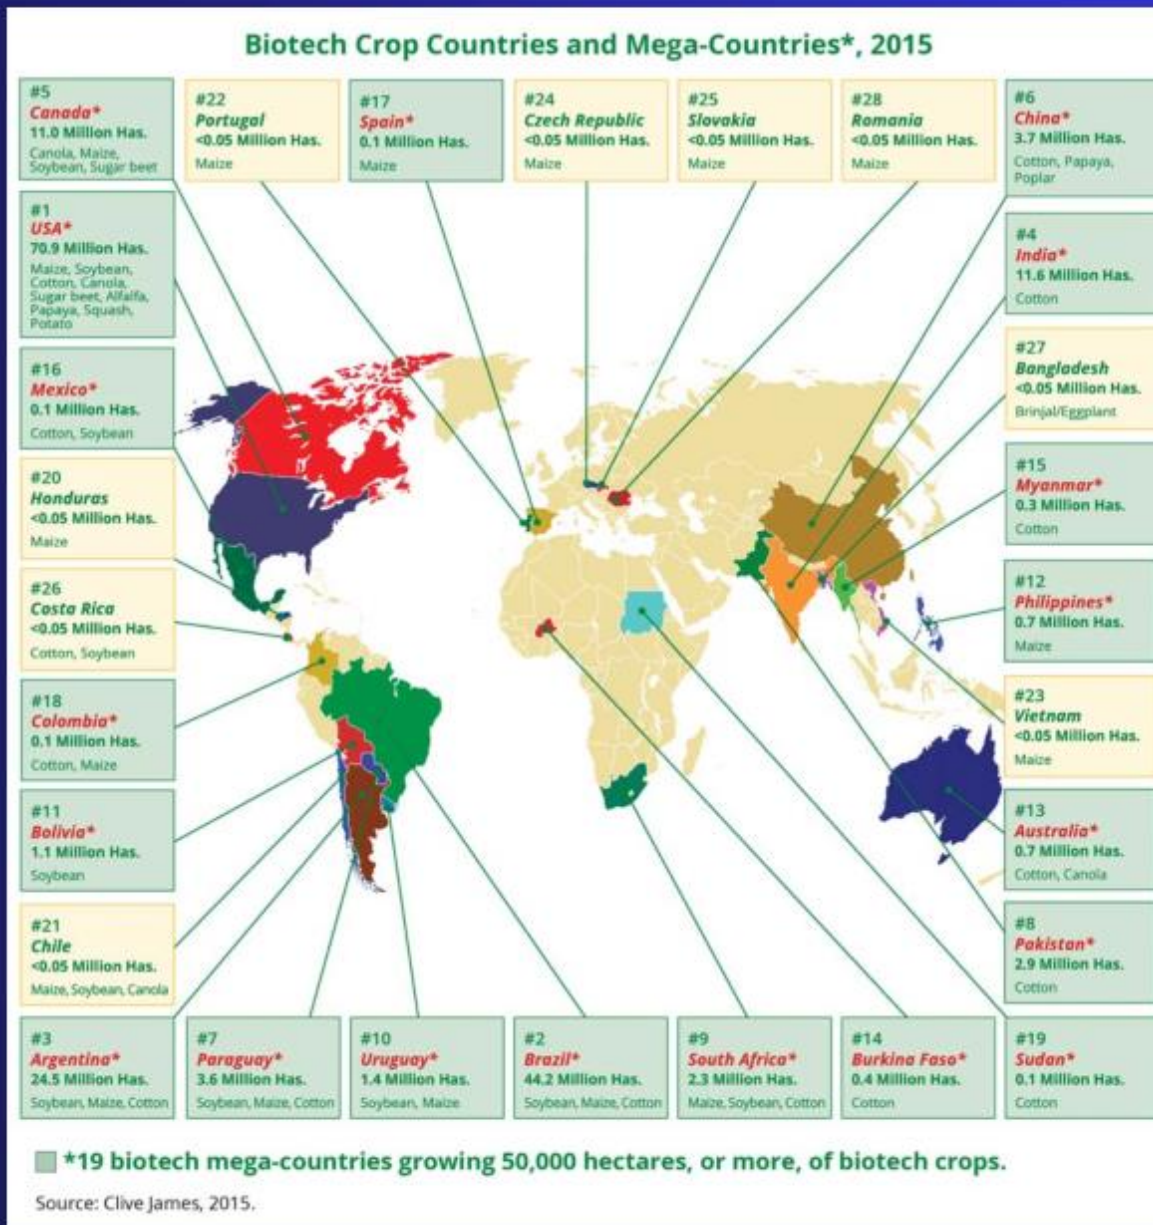 Biotech Crop Countries and Mega-Countries*, 2015
#5
Canada*
11.0 Million Has.
Canola, Maize,
Soybean, Sugar beet
#22
Portugal
<0.05 Million Has.
Maize
#17
Spain*
0.1 Million Has.
Maize
#24
Czech Republic
<0.05 Million Has.
Maize
#25
Slovakia
<0.05 Million Has.
Maize
#28
Romania
<0.05 Million Has.
Maize
#6
China*
3.7 Million Has.
Cotton, Papaya,
Poplar
#1
USA*
70.9 Million Has.
Maize, Soybean,
Cotton, Canola,
Sugar beet, Alfalfa,
Papaya, Squash,
Potato
#4
India*
11.6 Million Has.
Cotton
#16
Mexico*
0.1 Million Has.
Cotton, Soybean
#27
Bangladesh
<0.05 Million Has.
Brinjal/Eggplant
#20
Honduras
<0.05 Million Has.
Maize
#15
Myanmar*
0.3 Million Has.
Cotton
#26
Costa Rica
<0.05 Million Has.
Cotton, Soybean
#12
Philippines*
0.7 Million Has.
Maize
#18
Colombia*
0.1 Million Has.
Cotton, Maize
#23
Vietnam
<0.05 Million Has.
Maize
#11
Bolivia*
1.1 Million Has.
Soybean
#13
Australia*
0.7 Million Has.
Cotton, Canola
#21
Chile
<0.05 Million Has.
Maize, Soybean, Canola
#8
Pakistan*
2.9 Million Has.
Cotton
#3
Argentina*
24.5 Million Has.
Soybean, Maize, Cotton
#7
Paraguay*
3.6 Million Has.
Soybean, Maize, Cotton
#10
Uruguay*
1.4 Million Has.
Soybean, Maize
#2
Brazil*
44.2 Million Has.
Soybean, Maize, Cotton
#9
South Africa*
2.3 Million Has.
Maize, Soybean, Cotton
#14
Burkina Faso*
0.4 Million Has.
Cotton
#19
Sudan*
0.1 Million Has.
Cotton
*19 biotech mega-countries growing 50,000 hectares, or more, of biotech crops.
Source: Clive James, 2015.